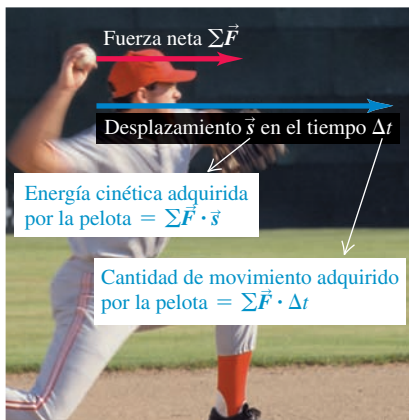 Fuerza neta ∑F⃗
Desplazamiento s⃗ en el tiempo Δt
Energía cinética adquirida
por la pelota = ∑F⃗ · s⃗
Cantidad de movimiento adquirido
por la pelota = ∑F⃗ · Δt